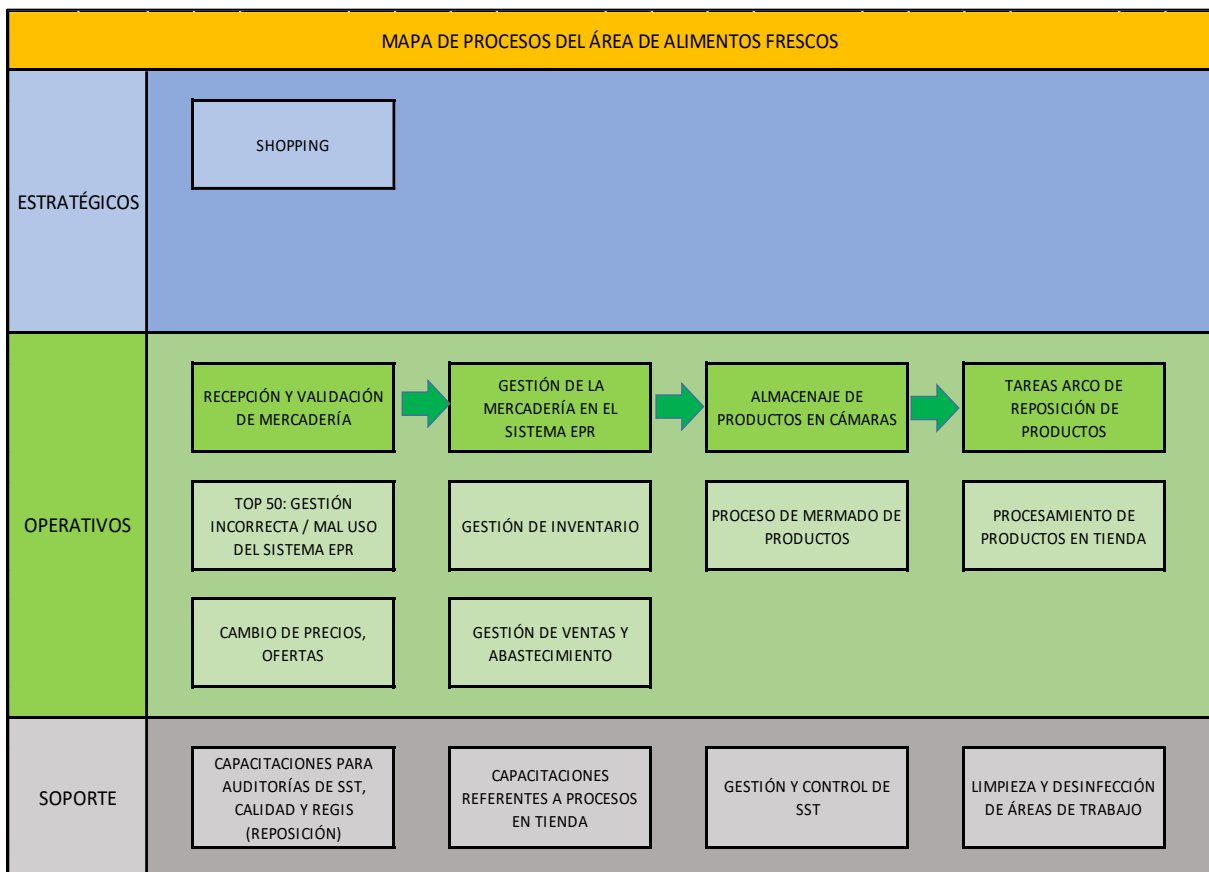 MAPA DE PROCESOS DEL ÁREA DE ALIMENTOS FRESCOS
ESTRATÉGICOS
SHOPPING
OPERATIVOS
RECEPCIÓN Y VALIDACIÓN
DE MERCADERÍA
GESTIÓN DE LA
MERCADERÍA EN EL
SISTEMA EPR
ALMACENAJE DE
PRODUCTOS EN CÁMARAS
TAREAS ARCO DE
REPOSICIÓN DE
PRODUCTOS
TOP 50: GESTIÓN
INCORRECTA / MAL USO
DEL SISTEMA EPR
GESTIÓN DE INVENTARIO
PROCESO DE MERMADO DE
PRODUCTOS
PROCESAMIENTO DE
PRODUCTOS EN TIENDA
CAMBIO DE PRECIOS,
OFERTAS
GESTIÓN DE VENTAS Y
ABASTECIMIENTO
SOPORTE
CAPACITACIONES PARA
AUDITORÍAS DE SST,
CALIDAD Y REGIS
(REPOSICIÓN)
CAPACITACIONES
REFERENTES A PROCESOS
EN TIENDA
GESTIÓN Y CONTROL DE
SST
LIMPIEZA Y DESINFECCIÓN
DE ÁREAS DE TRABAJO